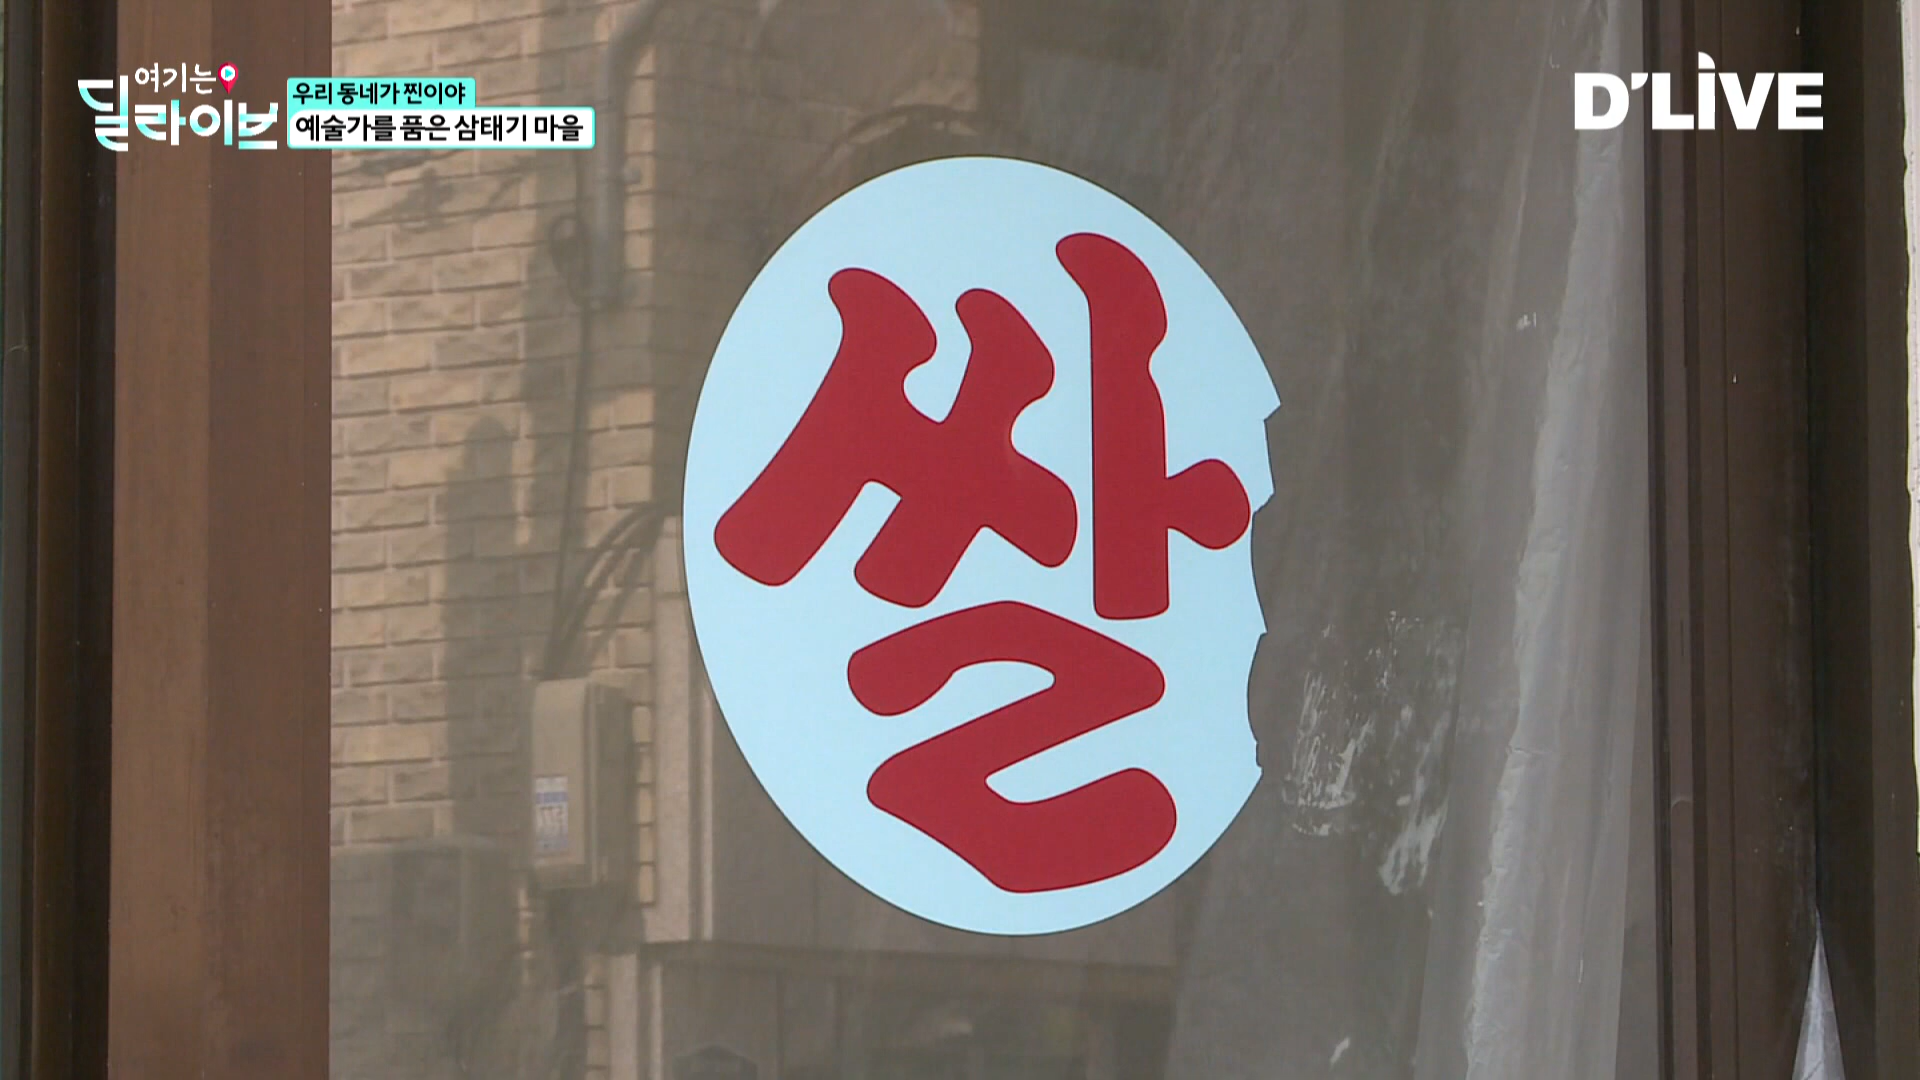 여기는
딜라이브
우리 동네가 찐이야
예술가를 품은 삼태기 마을
D'LIVE
쌀